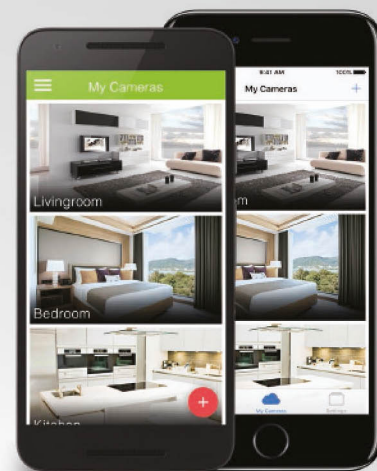 My Cameras
Livingroom
Bedroom
Kitchen
+
9:41 AM
100%
My Cameras
+
m
My Cameras
Settings